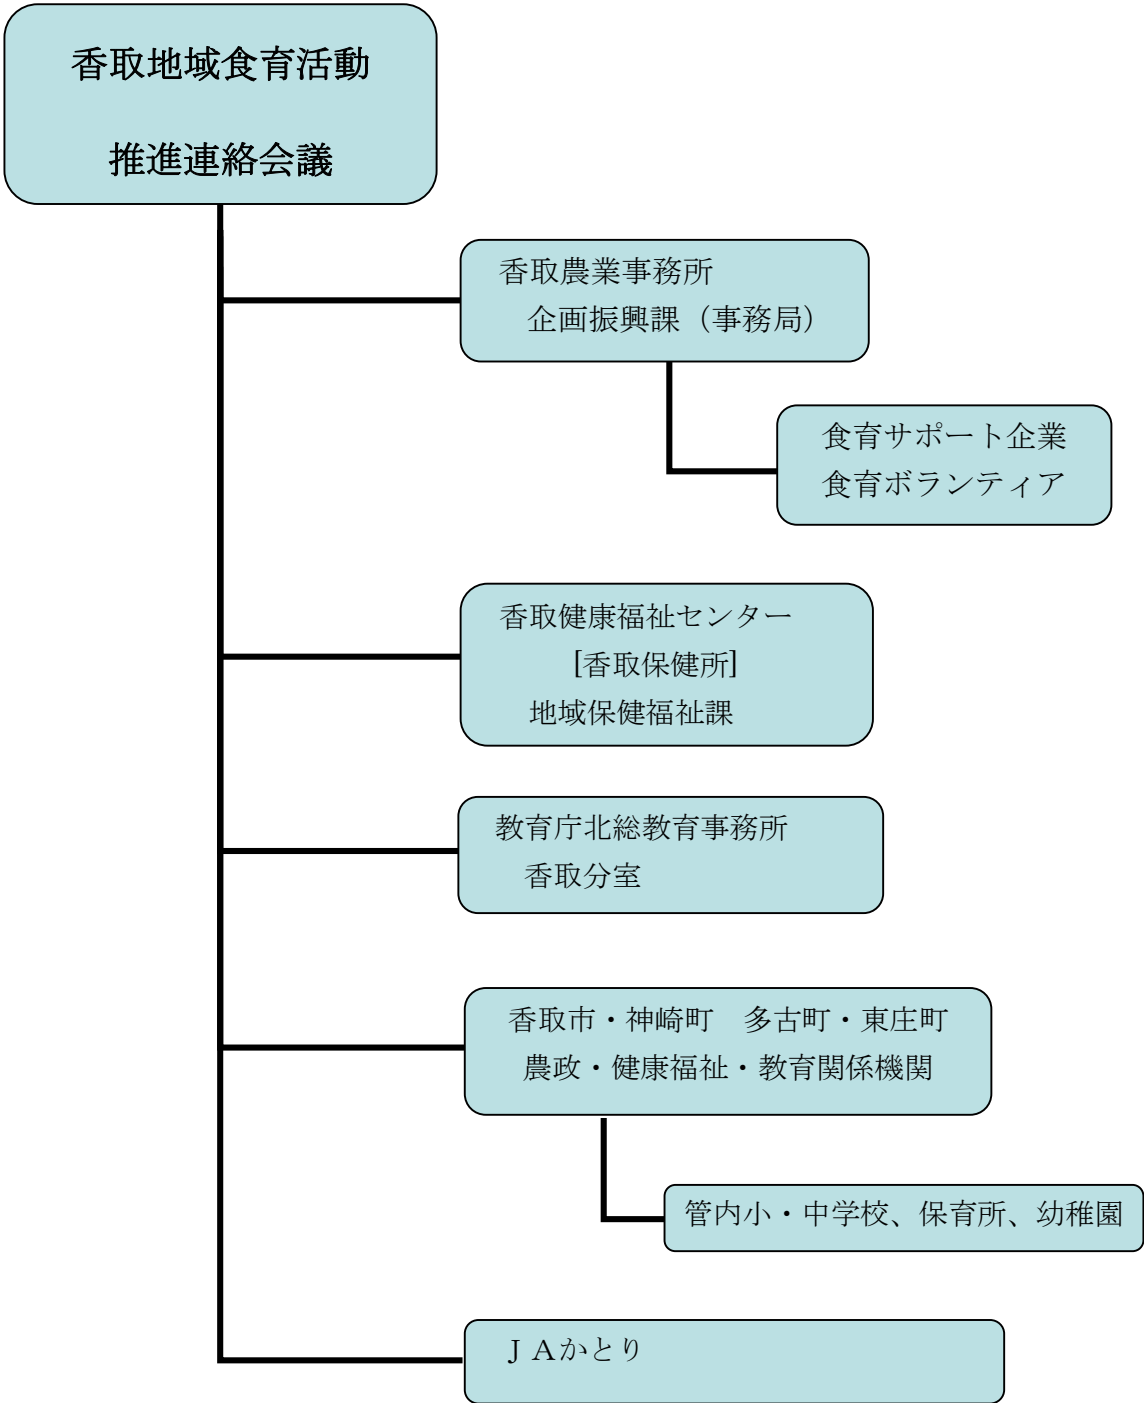 香取地域食育活動
推進連絡会議
香取農業事務所
企画振興課（事務局）
食育サポート企業
食育ボランティア
香取健康福祉センター
[香取保健所]
地域保健福祉課
教育庁北総教育事務所
香取分室
香取市・神崎町　多古町・東庄町
農政・健康福祉・教育関係機関
管内小・中学校、保育所、幼稚園
ＪＡかとり